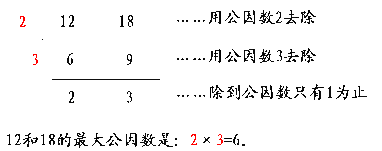 2 12 18 ……用公因数2去除
3 6 9 ……用公因数3去除
2 3 ……除到公因数只有1为止
12和18的最大公因数是：2×3=6.